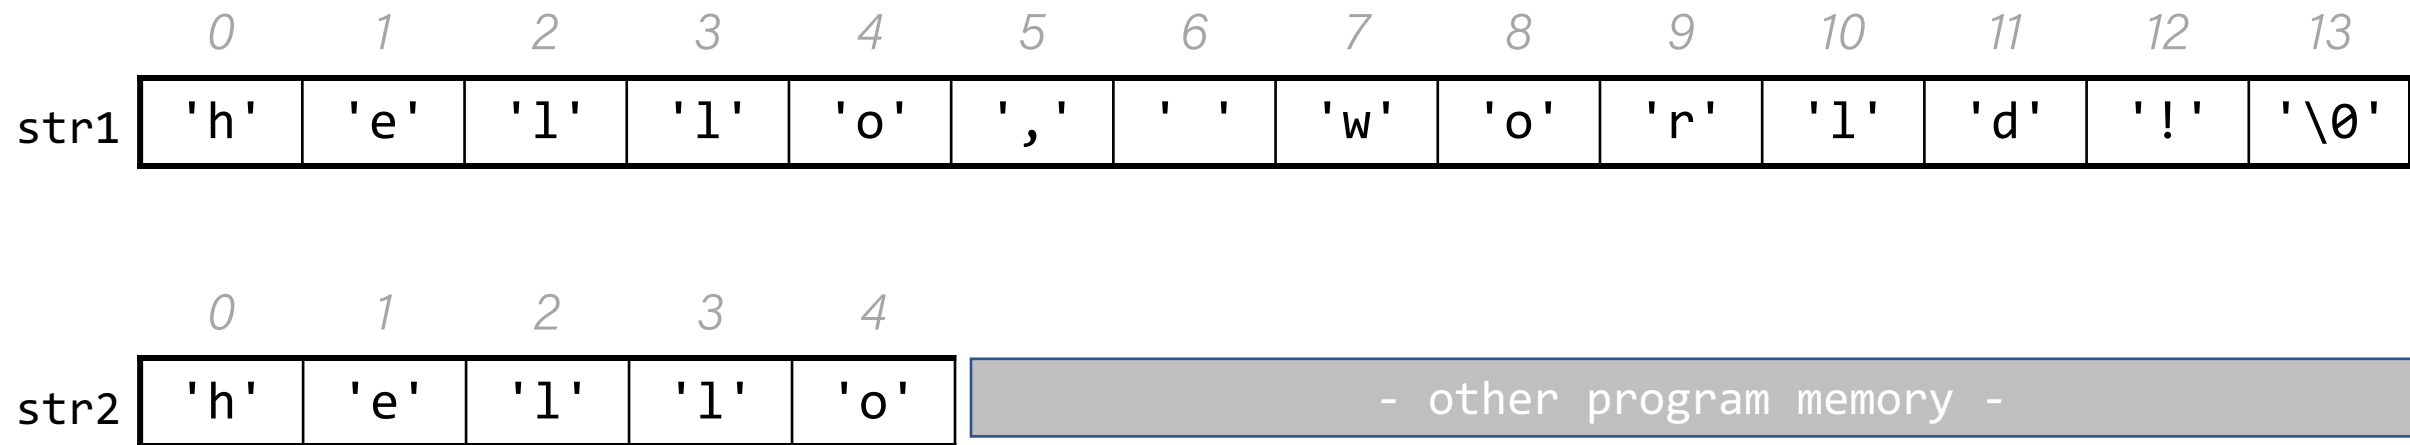 0 1 2 3 4 5 6 7 8 9 10 11 12 13
str1 'h' 'e' 'l' 'l' 'o' ',' ' ' 'w' 'o' 'r' 'l' 'd' '!' '\0'
0 1 2 3 4
str2 'h' 'e' 'l' 'l' 'o' - other program memory -